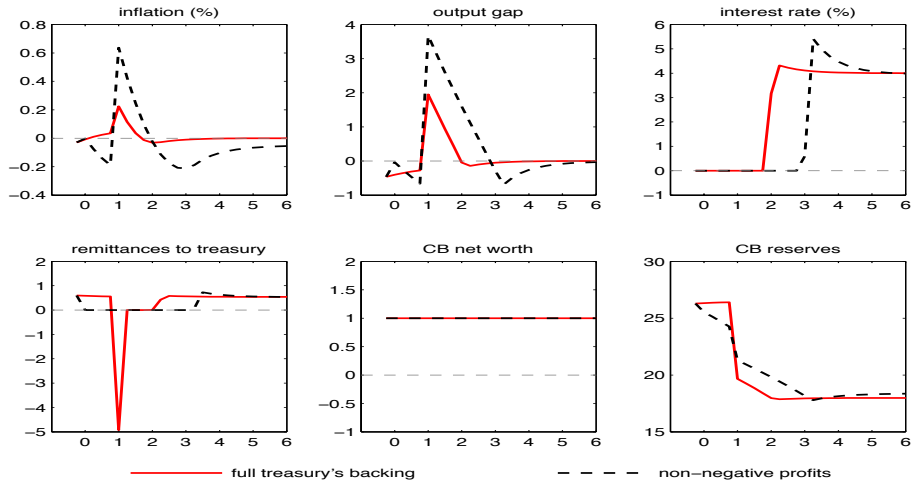 inflation (%)
output gap
interest rate (%)
0.8
0.6
0.4
0.2
0
−0.2
−0.4
0 1 2 3 4 5 6
4
3
2
1
0
−1
0 1 2 3 4 5 6
6
5
4
3
2
1
0
−1
0 1 2 3 4 5 6
remittances to treasury
CB net worth
CB reserves
2
1
0
−1
−2
−3
−4
−5
0 1 2 3 4 5 6
2
1.5
1
0.5
0
−0.5
−1
0 1 2 3 4 5 6
30
25
20
15
0 1 2 3 4 5 6
full treasury's backing
non−negative profits